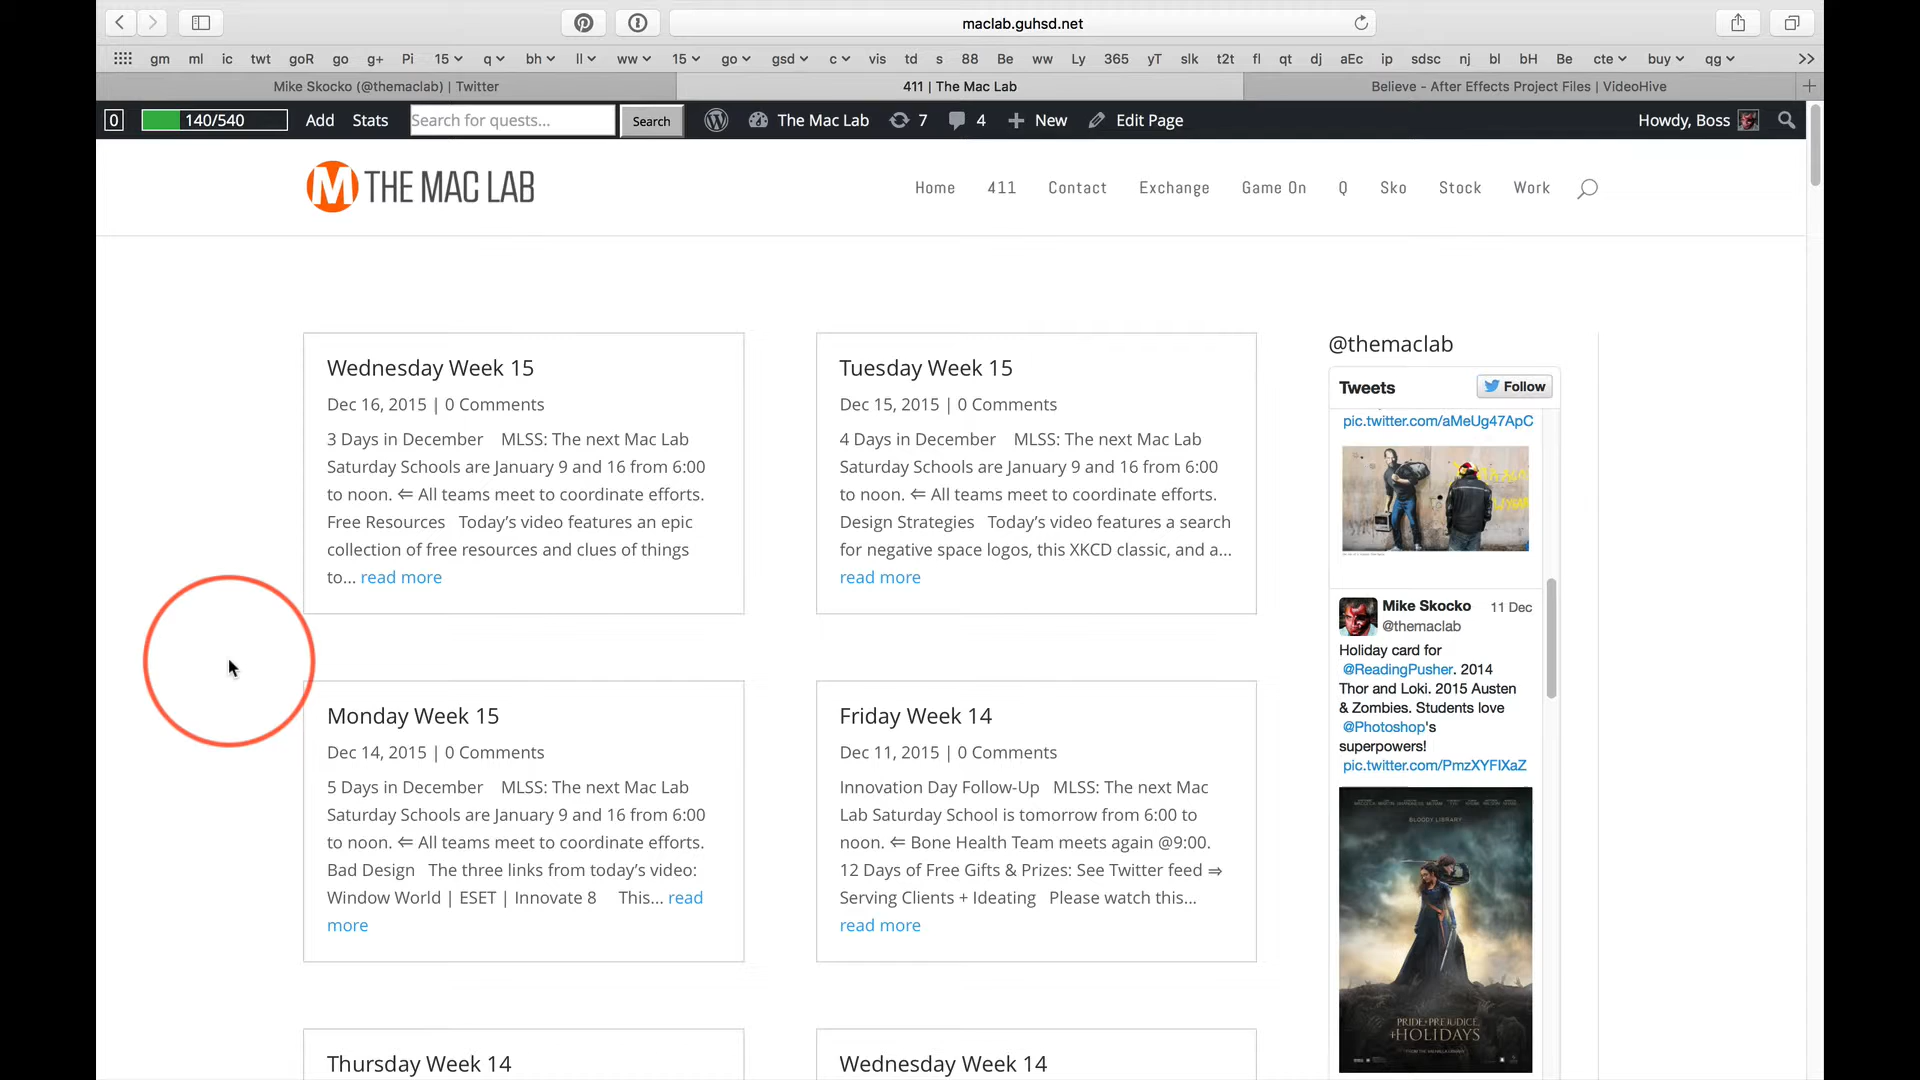 maclab.guhsd.net
gm ml ic twt goR go g+ Pi 15 q bh ll ww 15 go gsd c vis td s 88 Be ww Ly 365 yT slk t2t fl qt dj aEc ip sdsc nj bl bH Be cte buy qg
Mike Skocko (@themaclab) | Twitter
411 | The Mac Lab
Believe - After Effects Project Files | VideoHive
0 140/540 Add Stats Search for quests... Search The Mac Lab 7 4 New Edit Page Howdy, Boss
M THE MAC LAB
Home 411 Contact Exchange Game On Q Sko Stock Work
Wednesday Week 15
Dec 16, 2015 | 0 Comments
3 Days in December MLSS: The next Mac Lab
Saturday Schools are January 9 and 16 from 6:00
to noon. ⇐ All teams meet to coordinate efforts.
Free Resources Today’s video features an epic
collection of free resources and clues of things
to... read more
Tuesday Week 15
Dec 15, 2015 | 0 Comments
4 Days in December MLSS: The next Mac Lab
Saturday Schools are January 9 and 16 from 6:00
to noon. ⇐ All teams meet to coordinate efforts.
Design Strategies Today’s video features a search
for negative space logos, this XKCD classic, and a...
read more
Monday Week 15
Dec 14, 2015 | 0 Comments
5 Days in December MLSS: The next Mac Lab
Saturday Schools are January 9 and 16 from 6:00
to noon. ⇐ All teams meet to coordinate efforts.
Bad Design The three links from today’s video:
Window World | ESET | Innovate 8 This... read
more
Friday Week 14
Dec 11, 2015 | 0 Comments
Innovation Day Follow-Up MLSS: The next Mac
Lab Saturday School is tomorrow from 6:00 to
noon. ⇐ Bone Health Team meets again @9:00.
12 Days of Free Gifts & Prizes: See Twitter feed ⇒
Serving Clients + Ideating Please watch this...
read more
Thursday Week 14
Wednesday Week 14
@themaclab
Tweets Follow
pic.twitter.com/aMeUg47ApC
Mike Skocko 11 Dec
@themaclab
Holiday card for
@ReadingPusher. 2014
Thor and Loki. 2015 Austen
& Zombies. Students love
@Photoshop's
superpowers!
pic.twitter.com/PmzXYFIXaZ
BLOODY LIBRARY
PRIDE+PREJUDICE
+HOLIDAYS